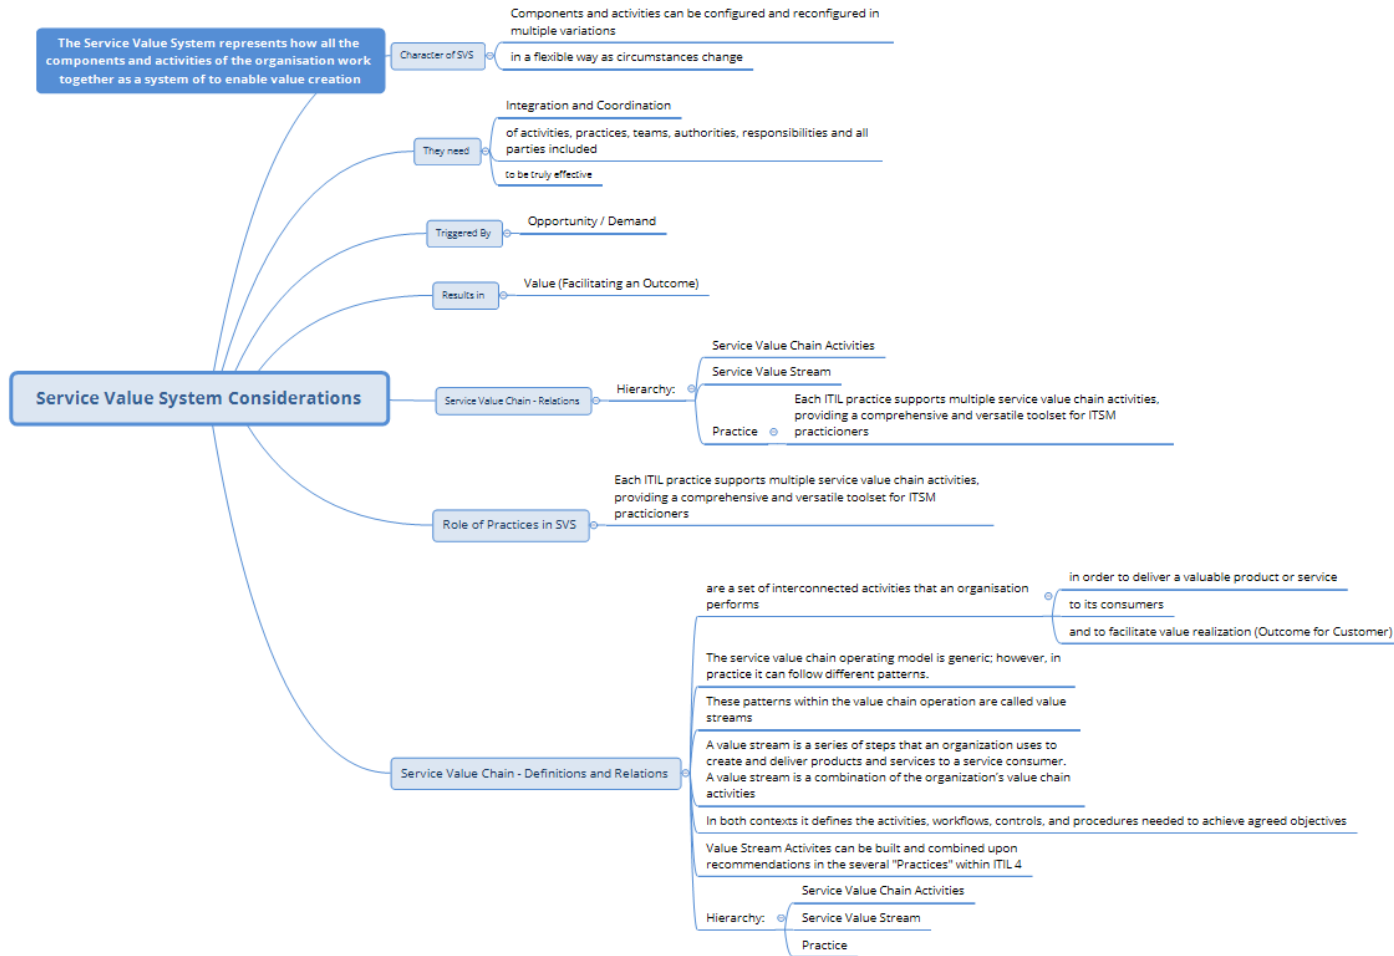 The Service Value System represents how all the
components and activities of the organisation work
together as a system of to enable value creation
Character of SVS
Components and activities can be configured and reconfigured in
multiple variations
in a flexible way as circumstances change
They need
Integration and Coordination
of activities, practices, teams, authorities, responsibilities and all
parties included
to be truly effective
Triggered By
Opportunity / Demand
Results in
Value (Facilitating an Outcome)
Service Value System Considerations
Service Value Chain - Relations
Hierarchy:
Service Value Chain Activities
Service Value Stream
Practice
Each ITIL practice supports multiple service value chain activities,
providing a comprehensive and versatile toolset for ITSM
practicioners
Role of Practices in SVS
Each ITIL practice supports multiple service value chain activities,
providing a comprehensive and versatile toolset for ITSM
practicioners
Service Value Chain - Definitions and Relations
are a set of interconnected activities that an organisation
performs
in order to deliver a valuable product or service
to its consumers
and to facilitate value realization (Outcome for Customer)
The service value chain operating model is generic; however, in
practice it can follow different patterns.
These patterns within the value chain operation are called value
streams
A value stream is a series of steps that an organization uses to
create and deliver products and services to a service consumer.
A value stream is a combination of the organization's value chain
activities
In both contexts it defines the activities, workflows, controls, and procedures needed to achieve agreed objectives
Value Stream Activites can be built and combined upon
recommendations in the several "Practices" within ITIL 4
Hierarchy:
Service Value Chain Activities
Service Value Stream
Practice